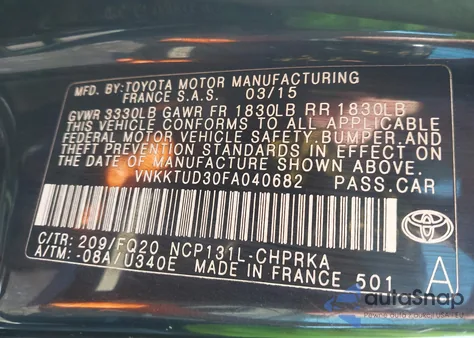 MFD. BY:TOYOTA MOTOR MANUFACTURING
FRANCE S.A.S. 03/15
GVWR 3330LB GAWR FR 1830LB RR 1830LB
THIS VEHICLE CONFORMS TO ALL APPLICABLE
FEDERAL MOTOR VEHICLE SAFETY, BUMPER, AND
THEFT PREVENTION STANDARDS IN EFFECT ON
THE DATE OF MANUFACTURE SHOWN ABOVE.
VNKKTUD30FA040682 PASS.CAR
C/TR: 209/FQ20 NCP131L-CHPRKA
A/TM: -08A/U340E MADE IN FRANCE 501 A
autoSnap